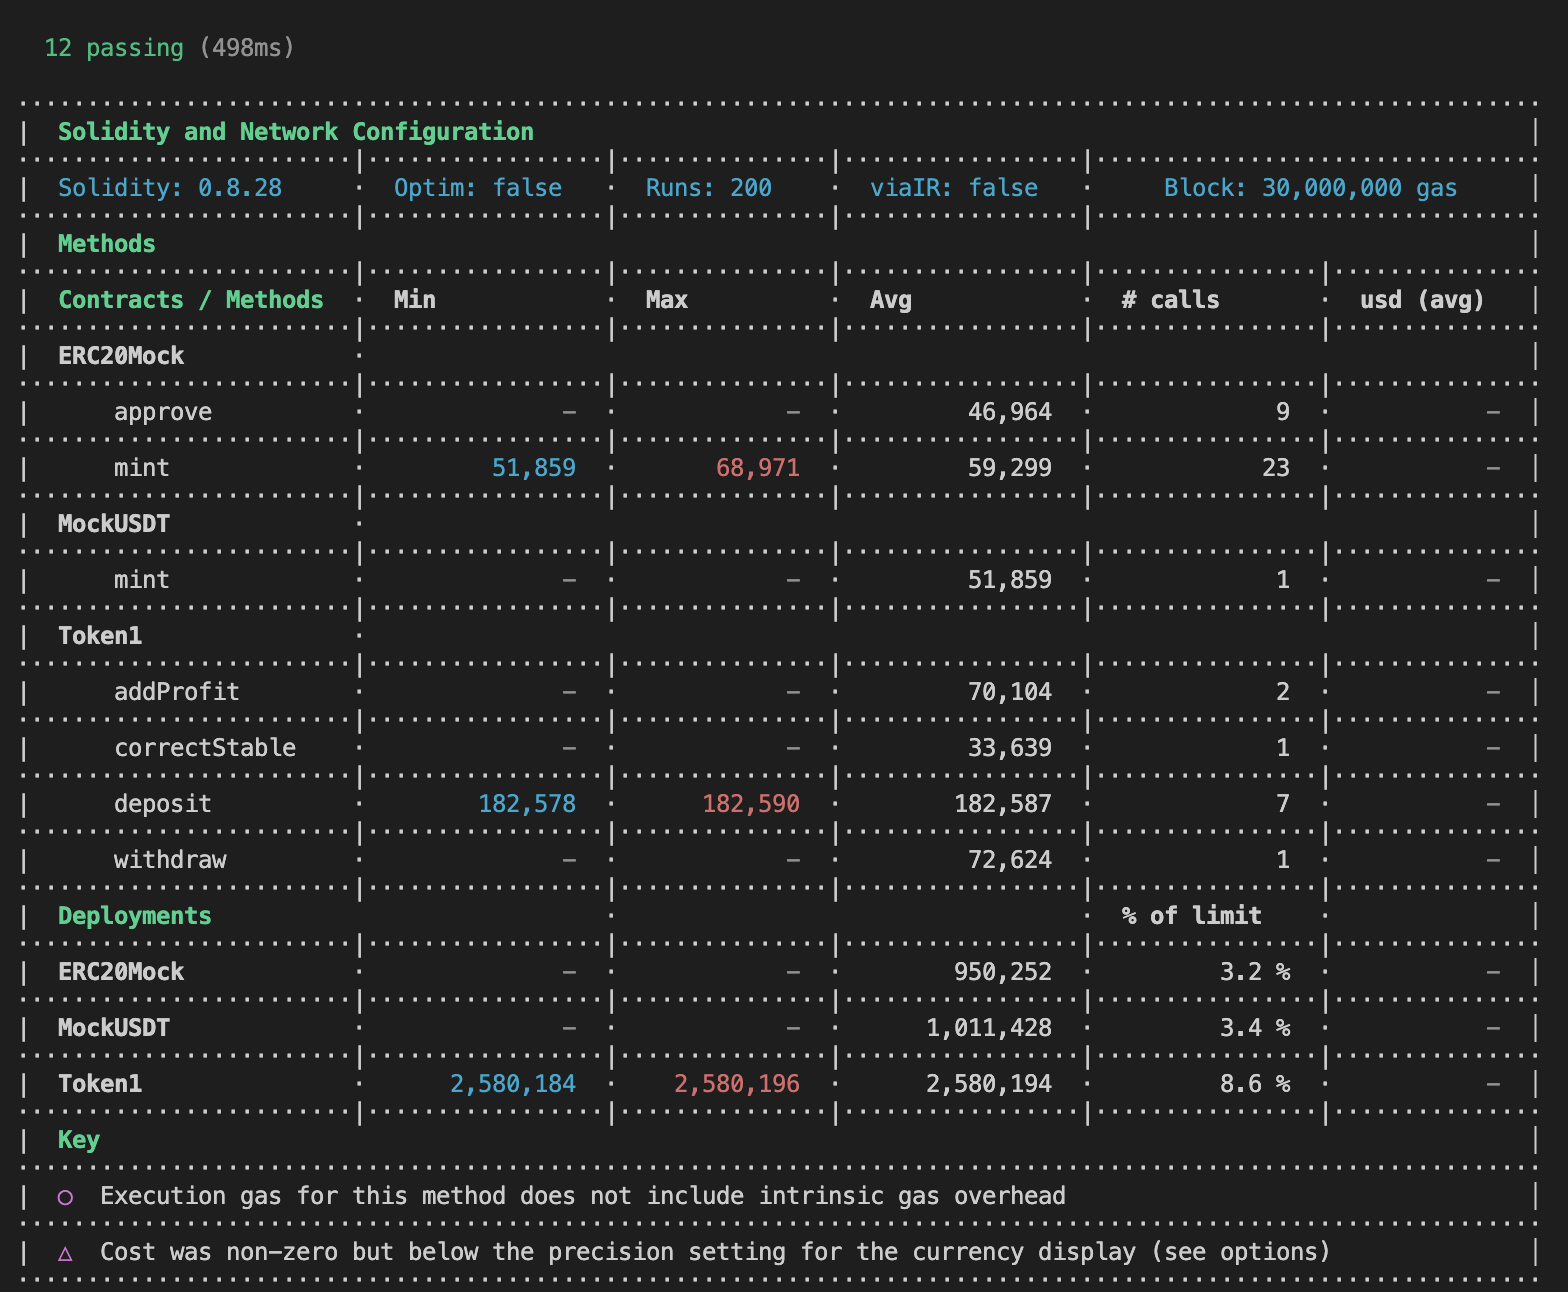 12 passing (498ms)
| Solidity and Network Configuration |
| Solidity: 0.8.28 · Optim: false · Runs: 200 · viaIR: false · Block: 30,000,000 gas |
| Methods |
| Contracts / Methods · Min · Max · Avg · # calls · usd (avg) |
| ERC20Mock · |
| approve · - · - · 46,964 · 9 · - |
| mint · 51,859 · 68,971 · 59,299 · 23 · - |
| MockUSDT · |
| mint · - · - · 51,859 · 1 · - |
| Token1 · |
| addProfit · - · - · 70,104 · 2 · - |
| correctStable · - · - · 33,639 · 1 · - |
| deposit · 182,578 · 182,590 · 182,587 · 7 · - |
| withdraw · - · - · 72,624 · 1 · - |
| Deployments · · % of limit · |
| ERC20Mock · - · - · 950,252 · 3.2 % · - |
| MockUSDT · - · - · 1,011,428 · 3.4 % · - |
| Token1 · 2,580,184 · 2,580,196 · 2,580,194 · 8.6 % · - |
| Key |
| ◯ Execution gas for this method does not include intrinsic gas overhead |
| △ Cost was non-zero but below the precision setting for the currency display (see options) |